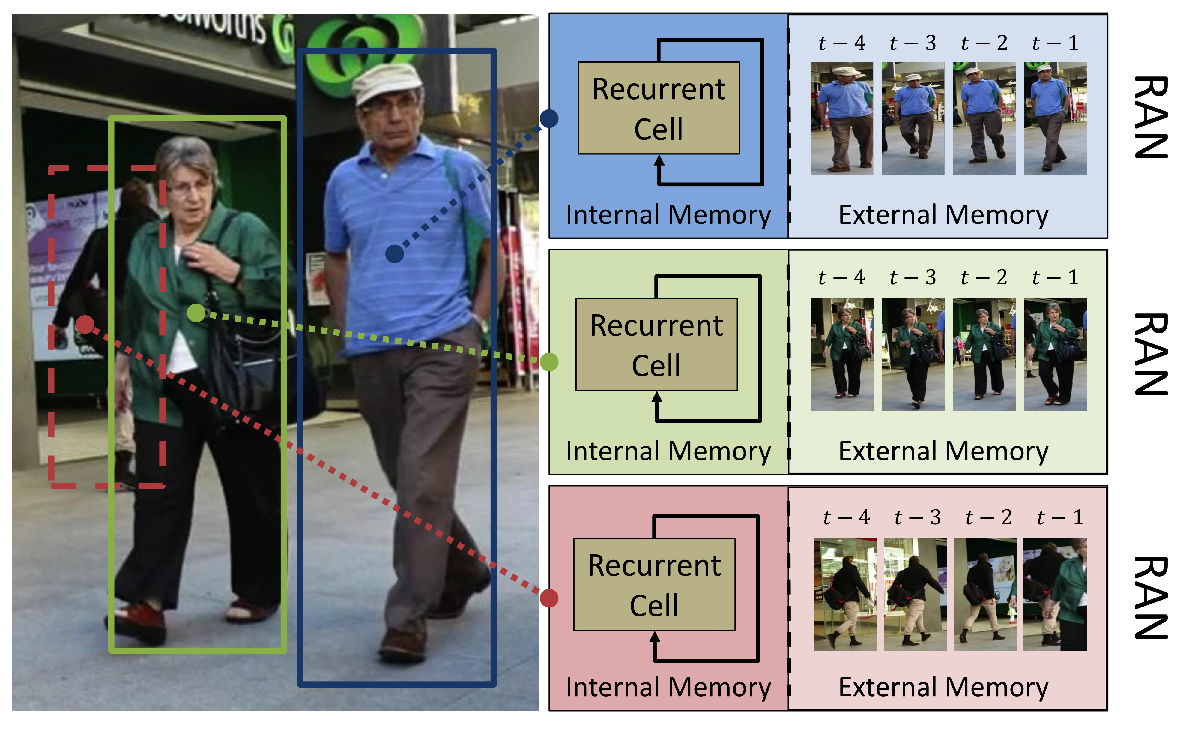 olworths
t − 4 t − 3 t − 2 t − 1
Recurrent
Cell
Internal Memory
External Memory
RAN
t − 4 t − 3 t − 2 t − 1
Recurrent
Cell
Internal Memory
External Memory
RAN
t − 4 t − 3 t − 2 t − 1
Recurrent
Cell
Internal Memory
External Memory
RAN